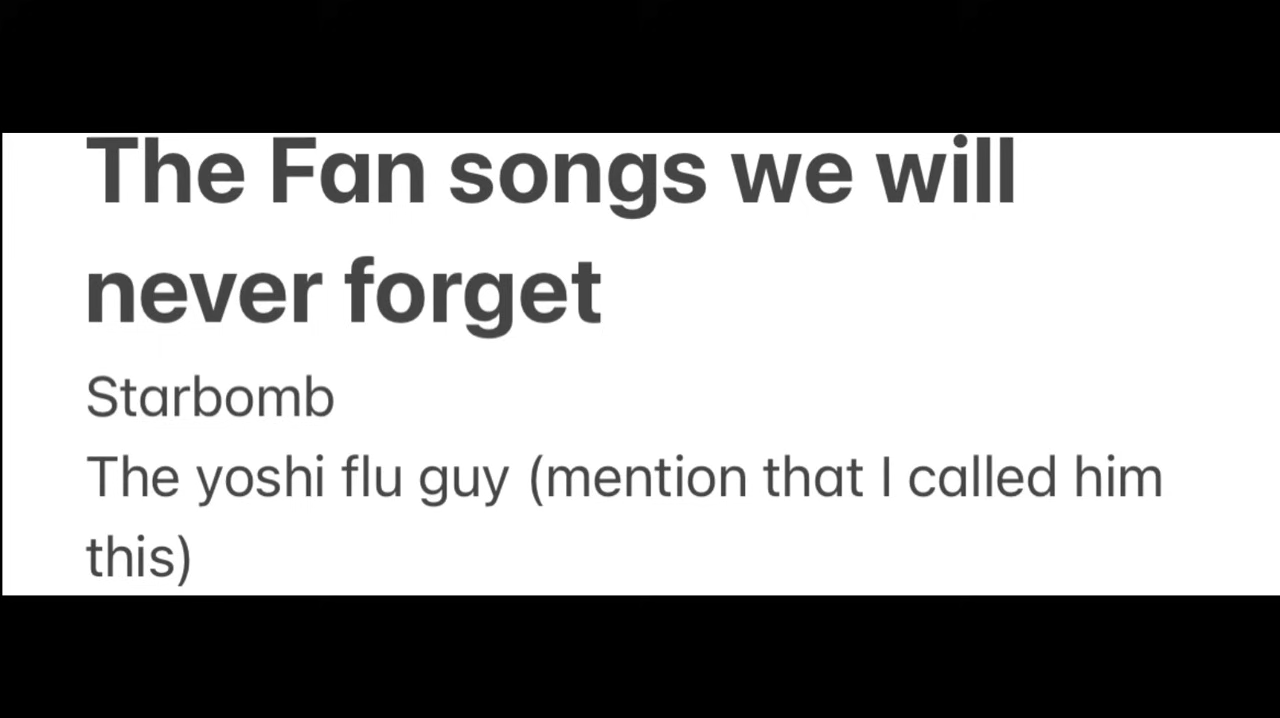 The Fan songs we will
never forget
Starbomb
The yoshi flu guy (mention that I called him
this)